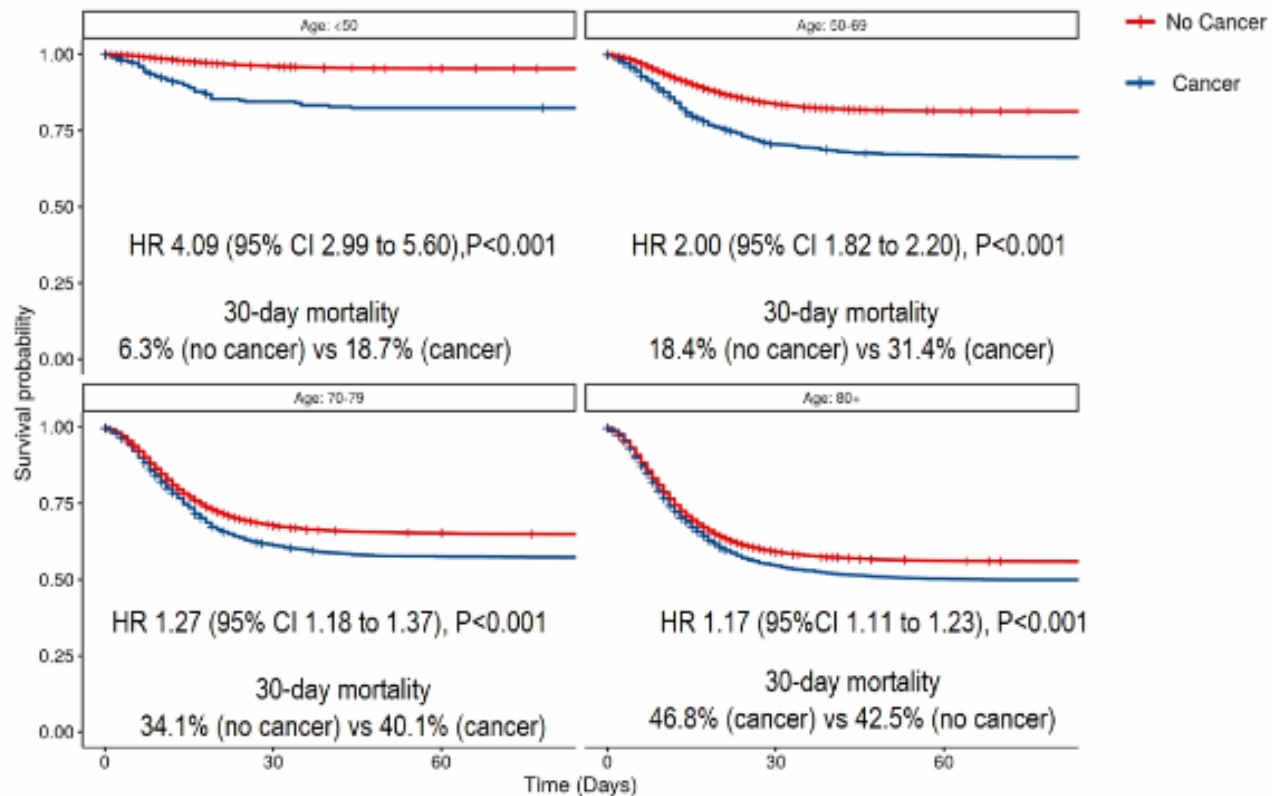 Age: <50
Age: 50-69
No Cancer
Cancer
1.00
0.75
0.50
0.25
0.00
HR 4.09 (95% CI 2.99 to 5.60),P<0.001
HR 2.00 (95% CI 1.82 to 2.20), P<0.001
30-day mortality
6.3% (no cancer) vs 18.7% (cancer)
30-day mortality
18.4% (no cancer) vs 31.4% (cancer)
Survival probability
Age: 70-79
Age: 80+
1.00
0.75
0.50
0.25
0.00
HR 1.27 (95% CI 1.18 to 1.37), P<0.001
HR 1.17 (95%CI 1.11 to 1.23), P<0.001
30-day mortality
34.1% (no cancer) vs 40.1% (cancer)
30-day mortality
46.8% (cancer) vs 42.5% (no cancer)
0
30
60
0
30
60
Time (Days)